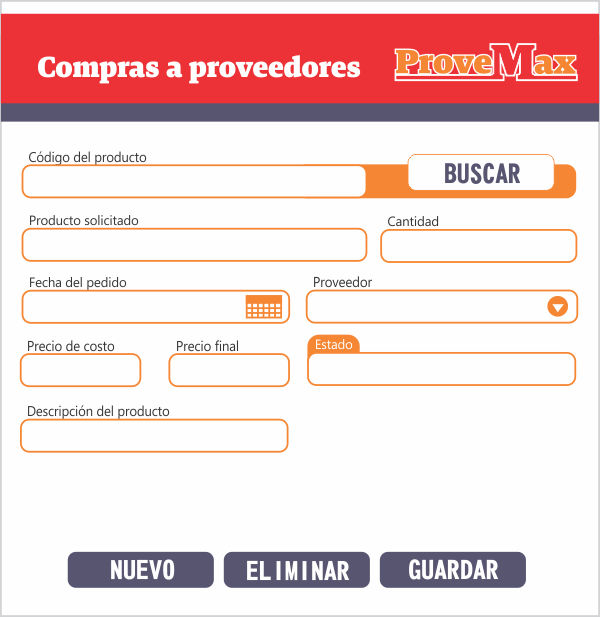 Compras a proveedores
ProveMax
Código del producto
BUSCAR
Producto solicitado
Cantidad
Fecha del pedido
Proveedor
Precio de costo
Precio final
Estado
Descripción del producto
NUEVO
ELIMINAR
GUARDAR